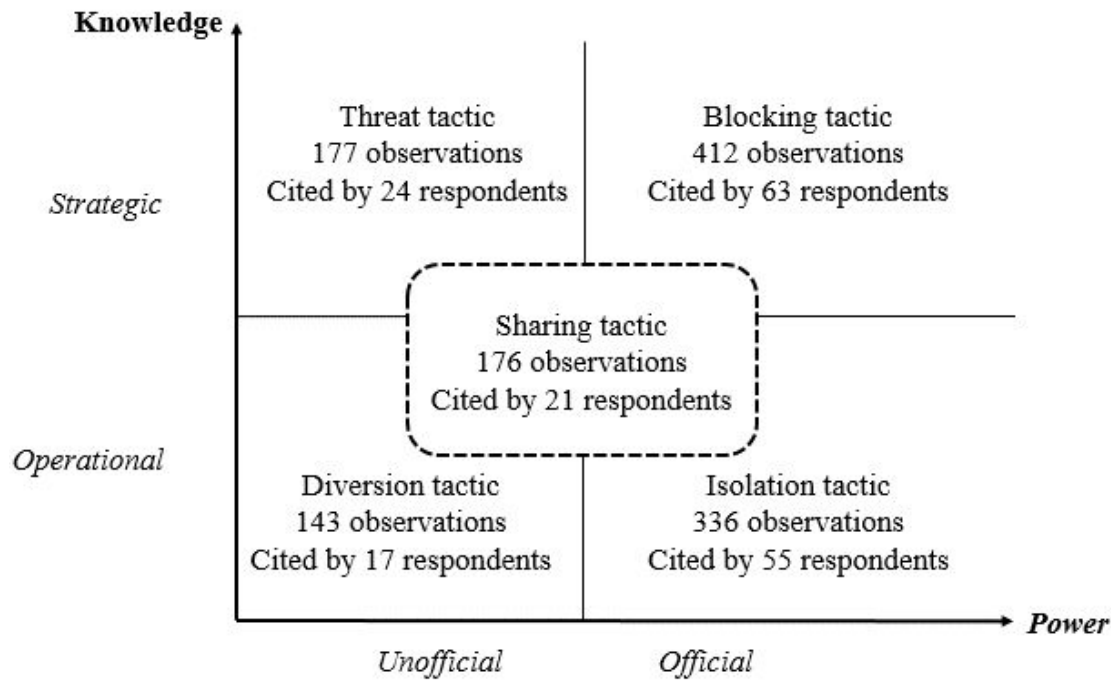 Knowledge
Threat tactic
177 observations
Cited by 24 respondents
Blocking tactic
412 observations
Cited by 63 respondents
Strategic
Sharing tactic
176 observations
Cited by 21 respondents
Operational
Diversion tactic
143 observations
Cited by 17 respondents
Isolation tactic
336 observations
Cited by 55 respondents
Power
Unofficial
Official